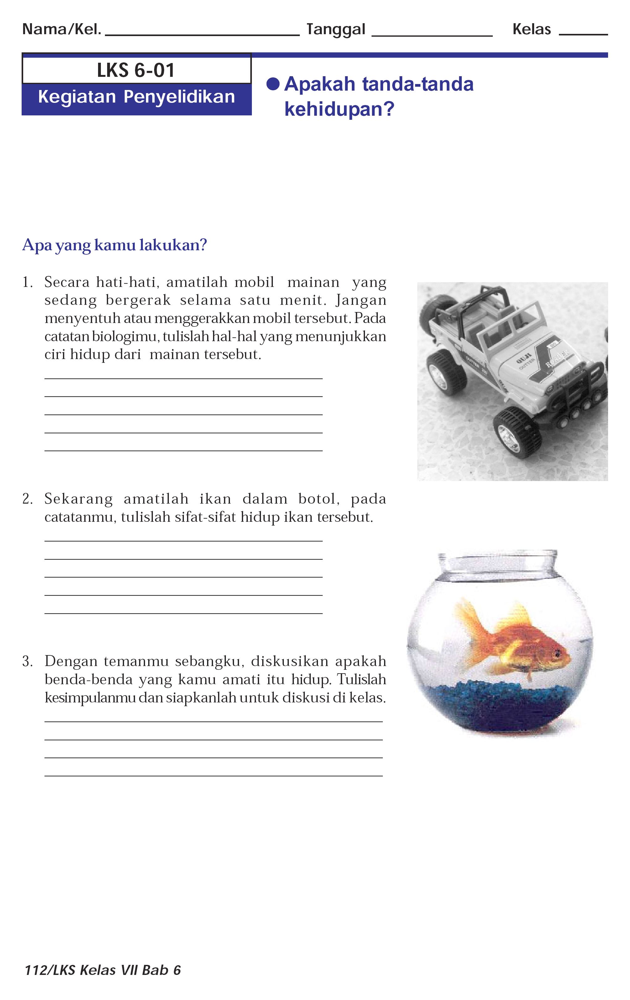 Nama/Kel. Tanggal Kelas
LKS 6-01
Kegiatan Penyelidikan
● Apakah tanda-tanda
kehidupan?
Apa yang kamu lakukan?
1. Secara hati-hati, amatilah mobil mainan yang
sedang bergerak selama satu menit. Jangan
menyentuh atau menggerakkan mobil tersebut. Pada
catatan biologimu, tulislah hal-hal yang menunjukkan
ciri hidup dari mainan tersebut.
QUJI
OUTTER
ROADER
OUTTER
2. Sekarang amatilah ikan dalam botol, pada
catatanmu, tulislah sifat-sifat hidup ikan tersebut.
3. Dengan temanmu sebangku, diskusikan apakah
benda-benda yang kamu amati itu hidup. Tulislah
kesimpulanmu dan siapkanlah untuk diskusi di kelas.
112/LKS Kelas VII Bab 6